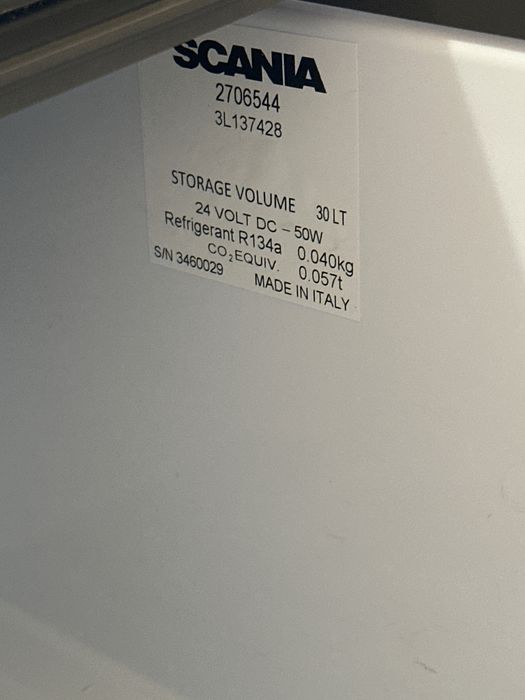 SCANIA
2706544
3L137428
STORAGE VOLUME 30 LT
24 VOLT DC – 50W
Refrigerant R134a 0.040kg
CO₂EQUIV. 0.057t
S/N 3460029 MADE IN ITALY